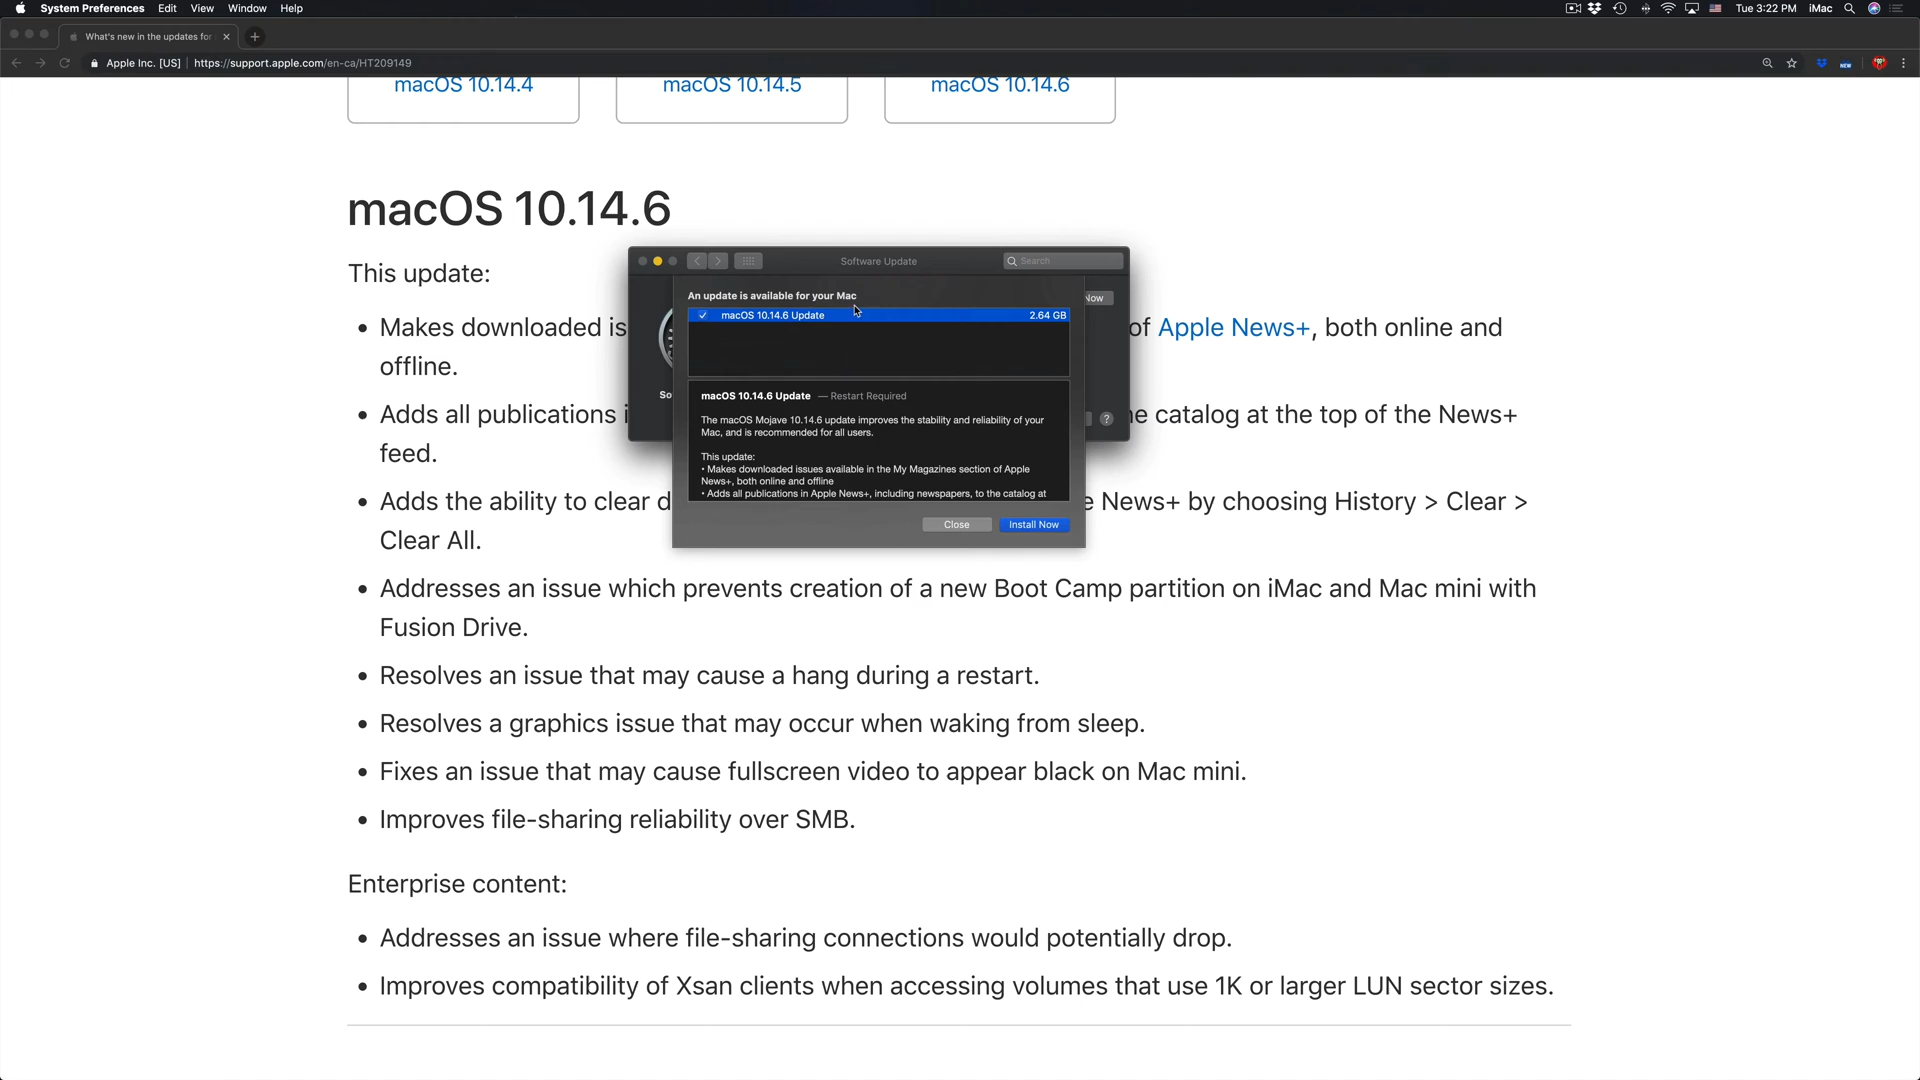 System Preferences Edit View Window Help
Tue 3:22 PM iMac
What's new in the updates for
Apple Inc. [US] https://support.apple.com/en-ca/HT209149
NEW
macOS 10.14.4 macOS 10.14.5 macOS 10.14.6
macOS 10.14.6
This update:
• Makes downloaded is
of Apple News+, both online and
offline.
• Adds all publications i
e catalog at the top of the News+
feed.
• Adds the ability to clear d
e News+ by choosing History > Clear >
Clear All.
• Addresses an issue which prevents creation of a new Boot Camp partition on iMac and Mac mini with
Fusion Drive.
• Resolves an issue that may cause a hang during a restart.
• Resolves a graphics issue that may occur when waking from sleep.
• Fixes an issue that may cause fullscreen video to appear black on Mac mini.
• Improves file-sharing reliability over SMB.
Enterprise content:
• Addresses an issue where file-sharing connections would potentially drop.
• Improves compatibility of Xsan clients when accessing volumes that use 1K or larger LUN sector sizes.
Software Update
Search
Now
So
?
An update is available for your Mac
macOS 10.14.6 Update 2.64 GB
macOS 10.14.6 Update — Restart Required
The macOS Mojave 10.14.6 update improves the stability and reliability of your
Mac, and is recommended for all users.
This update:
• Makes downloaded issues available in the My Magazines section of Apple
News+, both online and offline
• Adds all publications in Apple News+, including newspapers, to the catalog at
Close Install Now